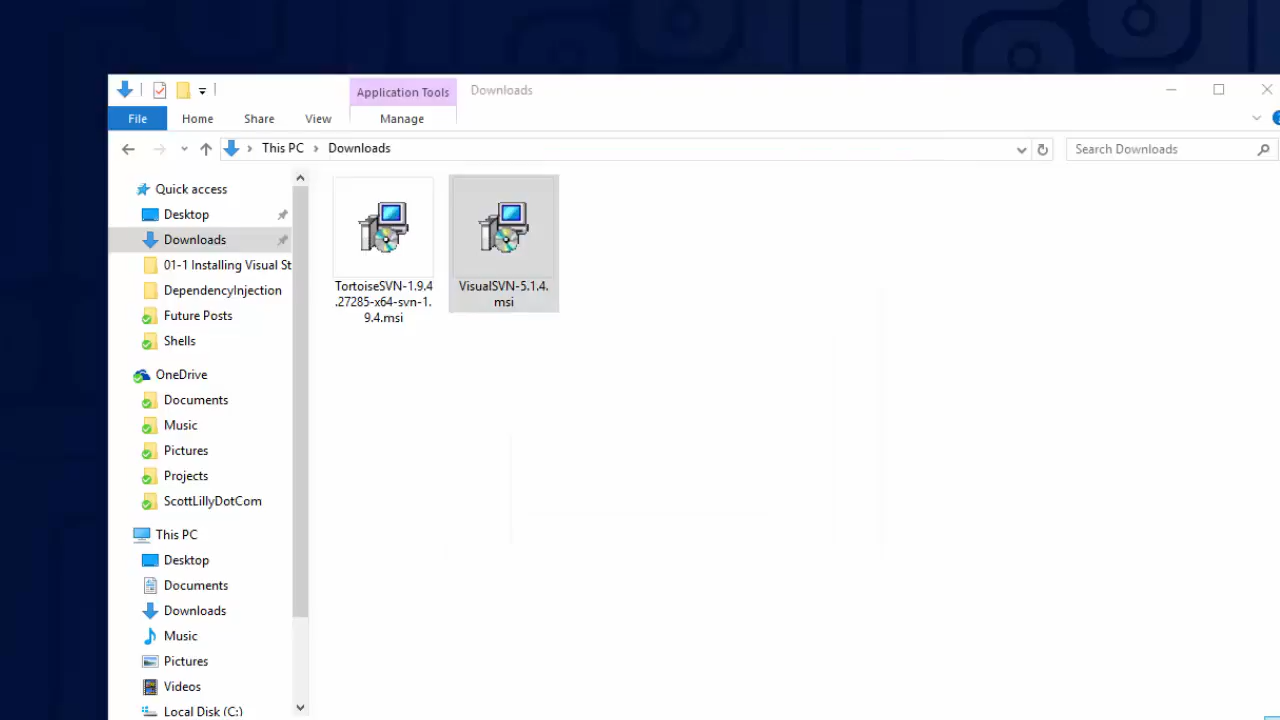 Application Tools
Downloads
File
Home
Share
View
Manage
This PC
Downloads
Search Downloads
Quick access
Desktop
Downloads
01-1 Installing Visual St
DependencyInjection
Future Posts
Shells
OneDrive
Documents
Music
Pictures
Projects
ScottLillyDotCom
This PC
Desktop
Documents
Downloads
Music
Pictures
Videos
Local Disk (C:)
TortoiseSVN-1.9.4
.27285-x64-svn-1.
9.4.msi
VisualSVN-5.1.4.
msi